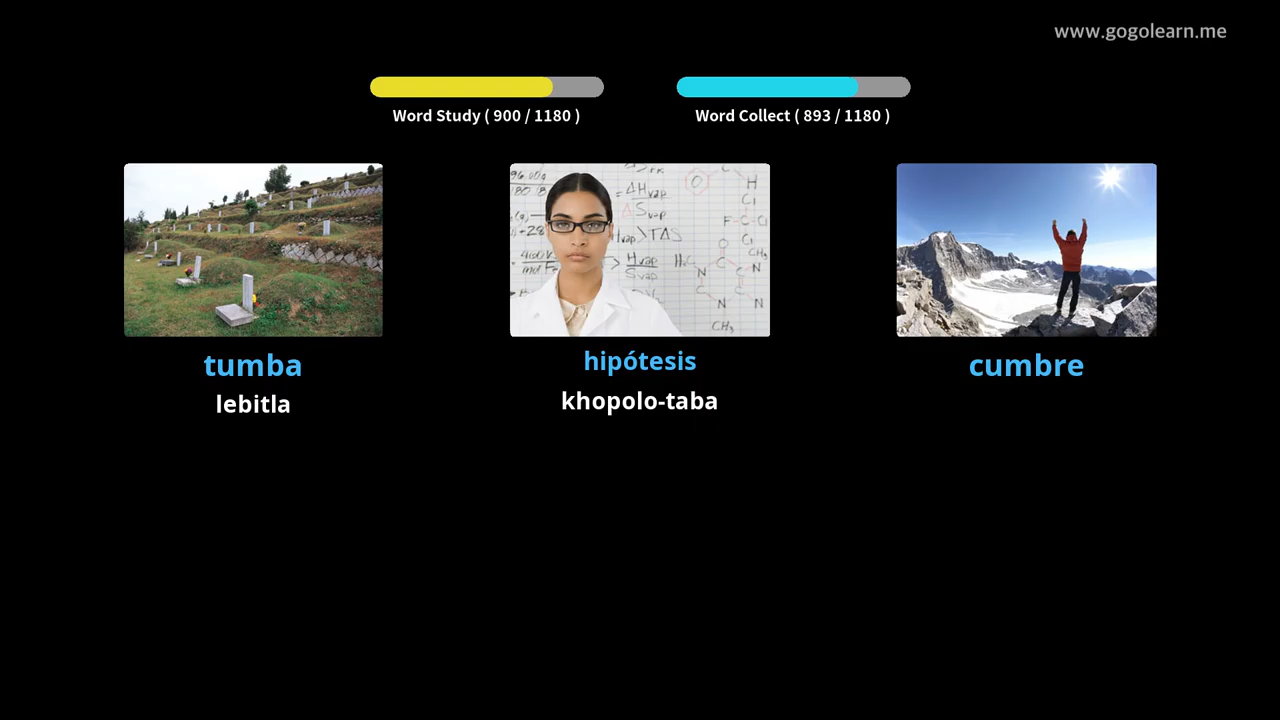 www.gogolearn.me
Word Study ( 900 / 1180 )
Word Collect ( 893 / 1180 )
tumba
lebitla
hipótesis
khopolo-taba
cumbre